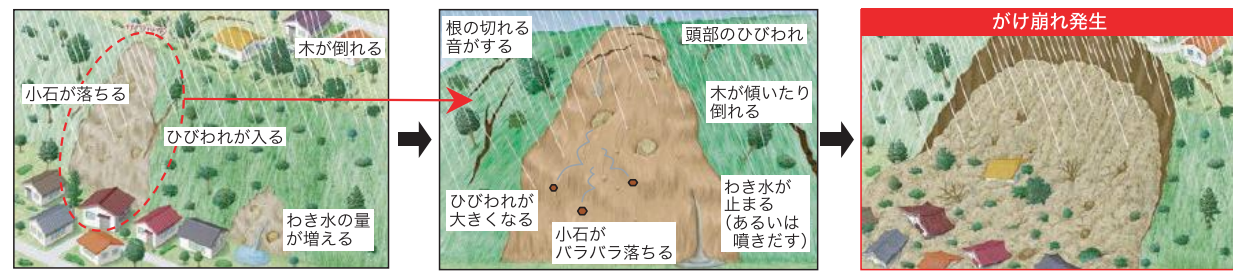 木が倒れる
小石が落ちる
ひびわれが入る
わき水の量
が増える
根の切れる
音がする
頭部のひびわれ
木が傾いたり
倒れる
ひびわれが
大きくなる
小石が
バラバラ落ちる
わき水が
止まる
(あるいは
噴きだす)
がけ崩れ発生